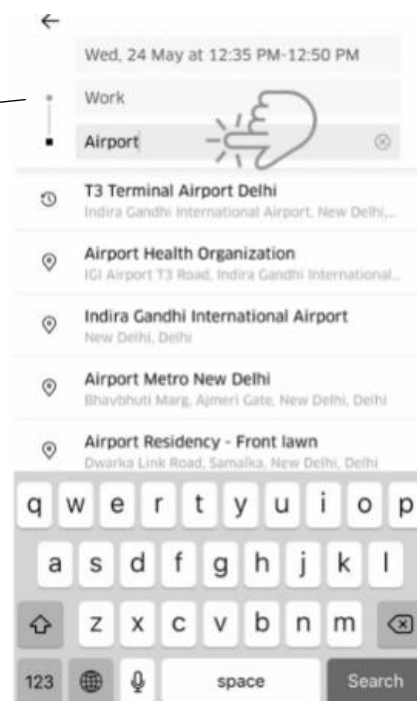 Wed, 24 May at 12:35 PM-12:50 PM
Work
Airport
T3 Terminal Airport Delhi
Indira Gandhi International Airport, New Delhi,...
Airport Health Organization
IGI Airport T3 Road, Indira Gandhi International...
Indira Gandhi International Airport
New Delhi, Delhi
Airport Metro New Delhi
Bhavbhuti Marg, Ajmeri Gate, New Delhi, Delhi
Airport Residency - Front lawn
Dwarka Link Road, Samalka, New Delhi, Delhi
q w e r t y u i o p
a s d f g h j k l
z x c v b n m
123 space Search